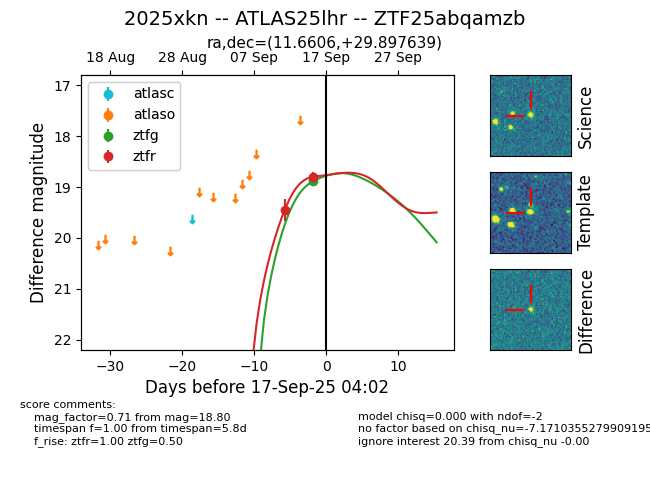 2025xkn -- ATLAS25lhr -- ZTF25abqamzb
ra,dec=(11.6606,+29.897639)
18 Aug 28 Aug 07 Sep 17 Sep 27 Sep
atlasc
atlaso
ztfg
ztfr
17
18
19
20
21
22
Difference magnitude
−30 −20 −10 0 10
Days before 17-Sep-25 04:02
Science
Template
Difference
score comments:
mag_factor=0.71 from mag=18.80
timespan f=1.00 from timespan=5.8d
f_rise: ztfr=1.00 ztfg=0.50
model chisq=0.000 with ndof=-2
no factor based on chisq_nu=-7.1710355279909195
ignore interest 20.39 from chisq_nu -0.00